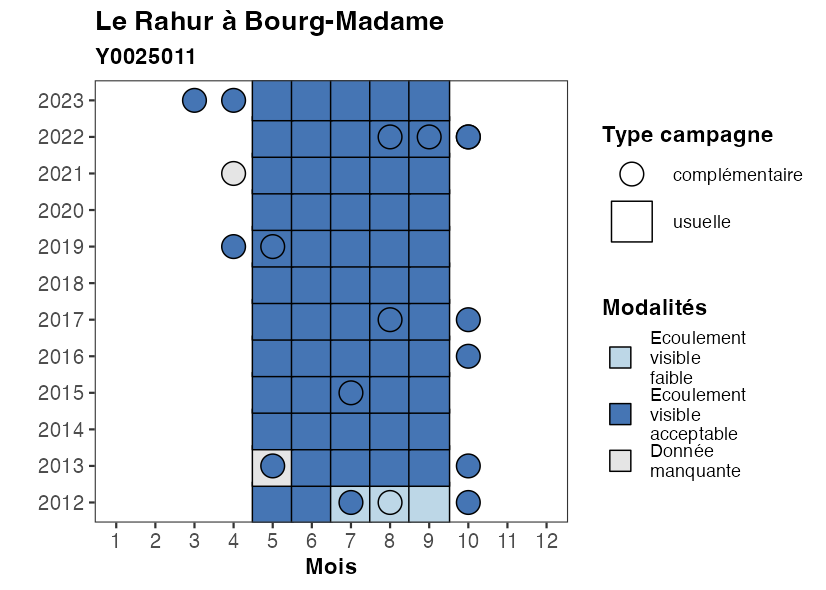 Le Rahur à Bourg-Madame
Y0025011
2023
2022
2021
2020
2019
2018
2017
2016
2015
2014
2013
2012
1 2 3 4 5 6 7 8 9 10 11 12
Mois
Type campagne
complémentaire
usuelle
Modalités
Ecoulement
visible
faible
Ecoulement
visible
acceptable
Donnée
manquante